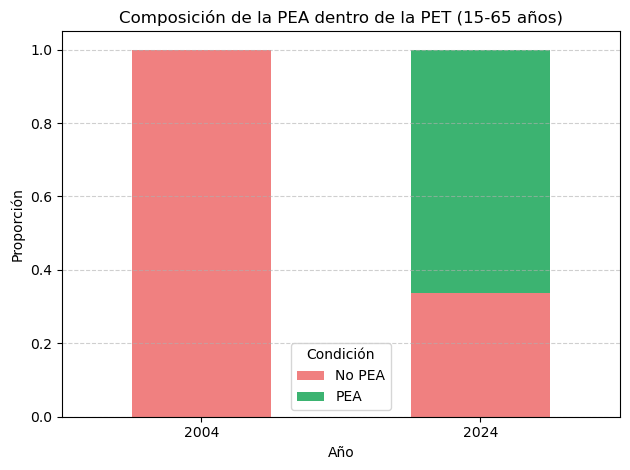 Composición de la PEA dentro de la PET (15-65 años)
1.0
0.8
0.6
0.4
0.2
0.0
Proporción
Condición
No PEA
PEA
2004
2024
Año